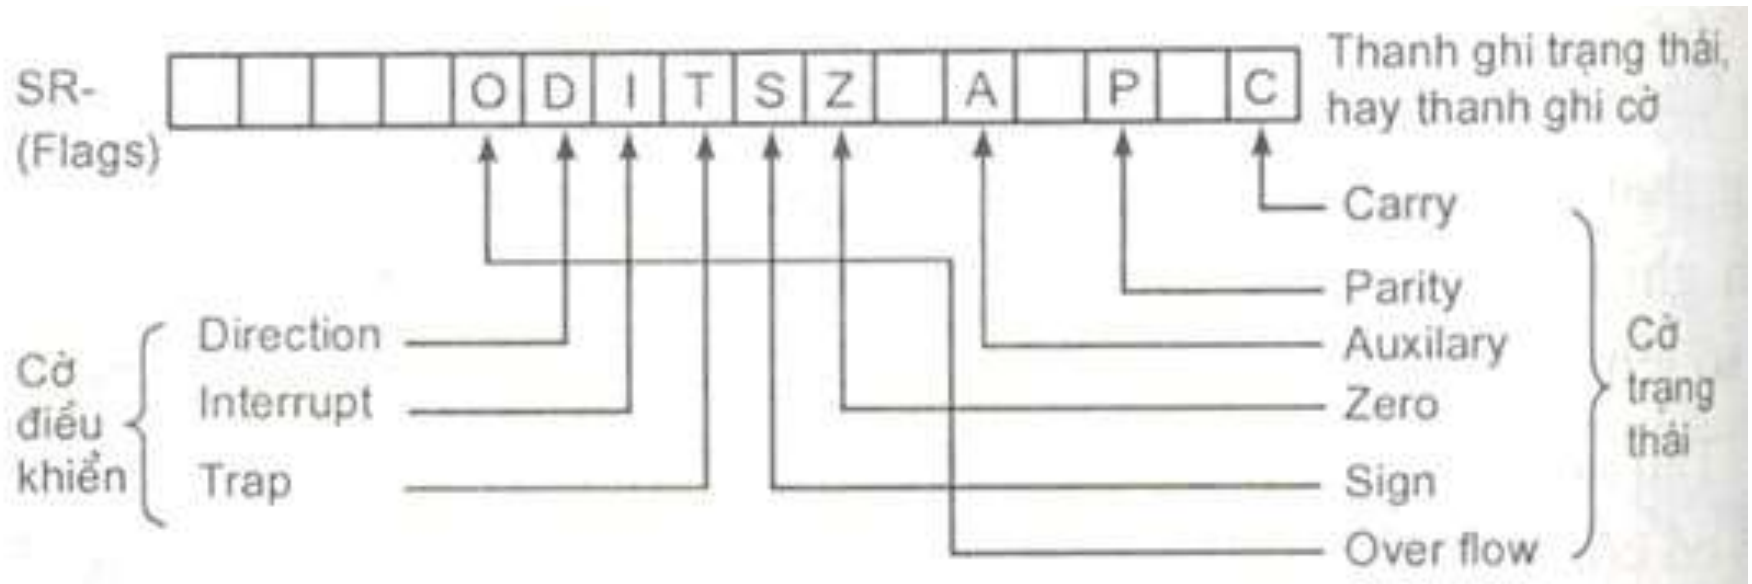 SR-
(Flags)
O D I T S Z A P C
Thanh ghi trạng thái,
hay thanh ghi cờ
Carry
Parity
Auxilary
Zero
Sign
Over flow
Cờ
trạng
thái
Direction
Interrupt
Trap
Cờ
điều
khiển